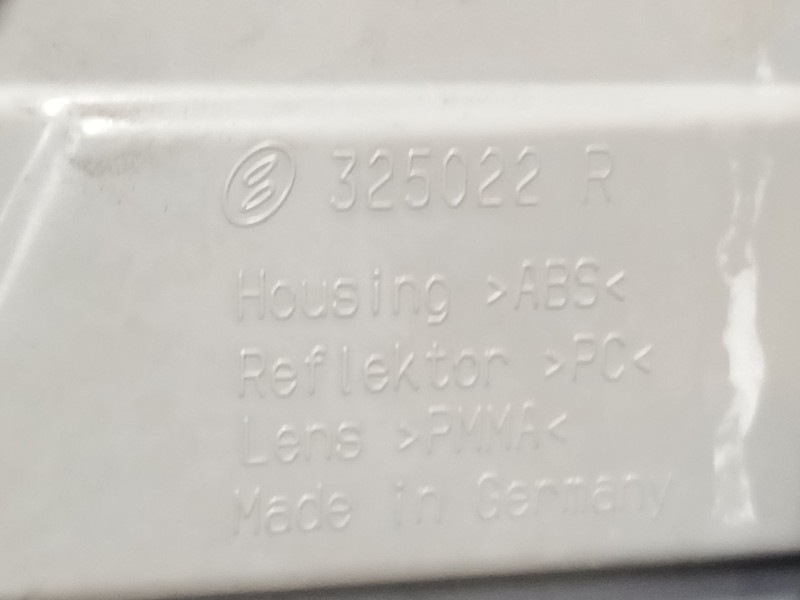 325022 R
Housing >ABS<
Reflektor >PC<
Lens >PMMA<
Made in Germany